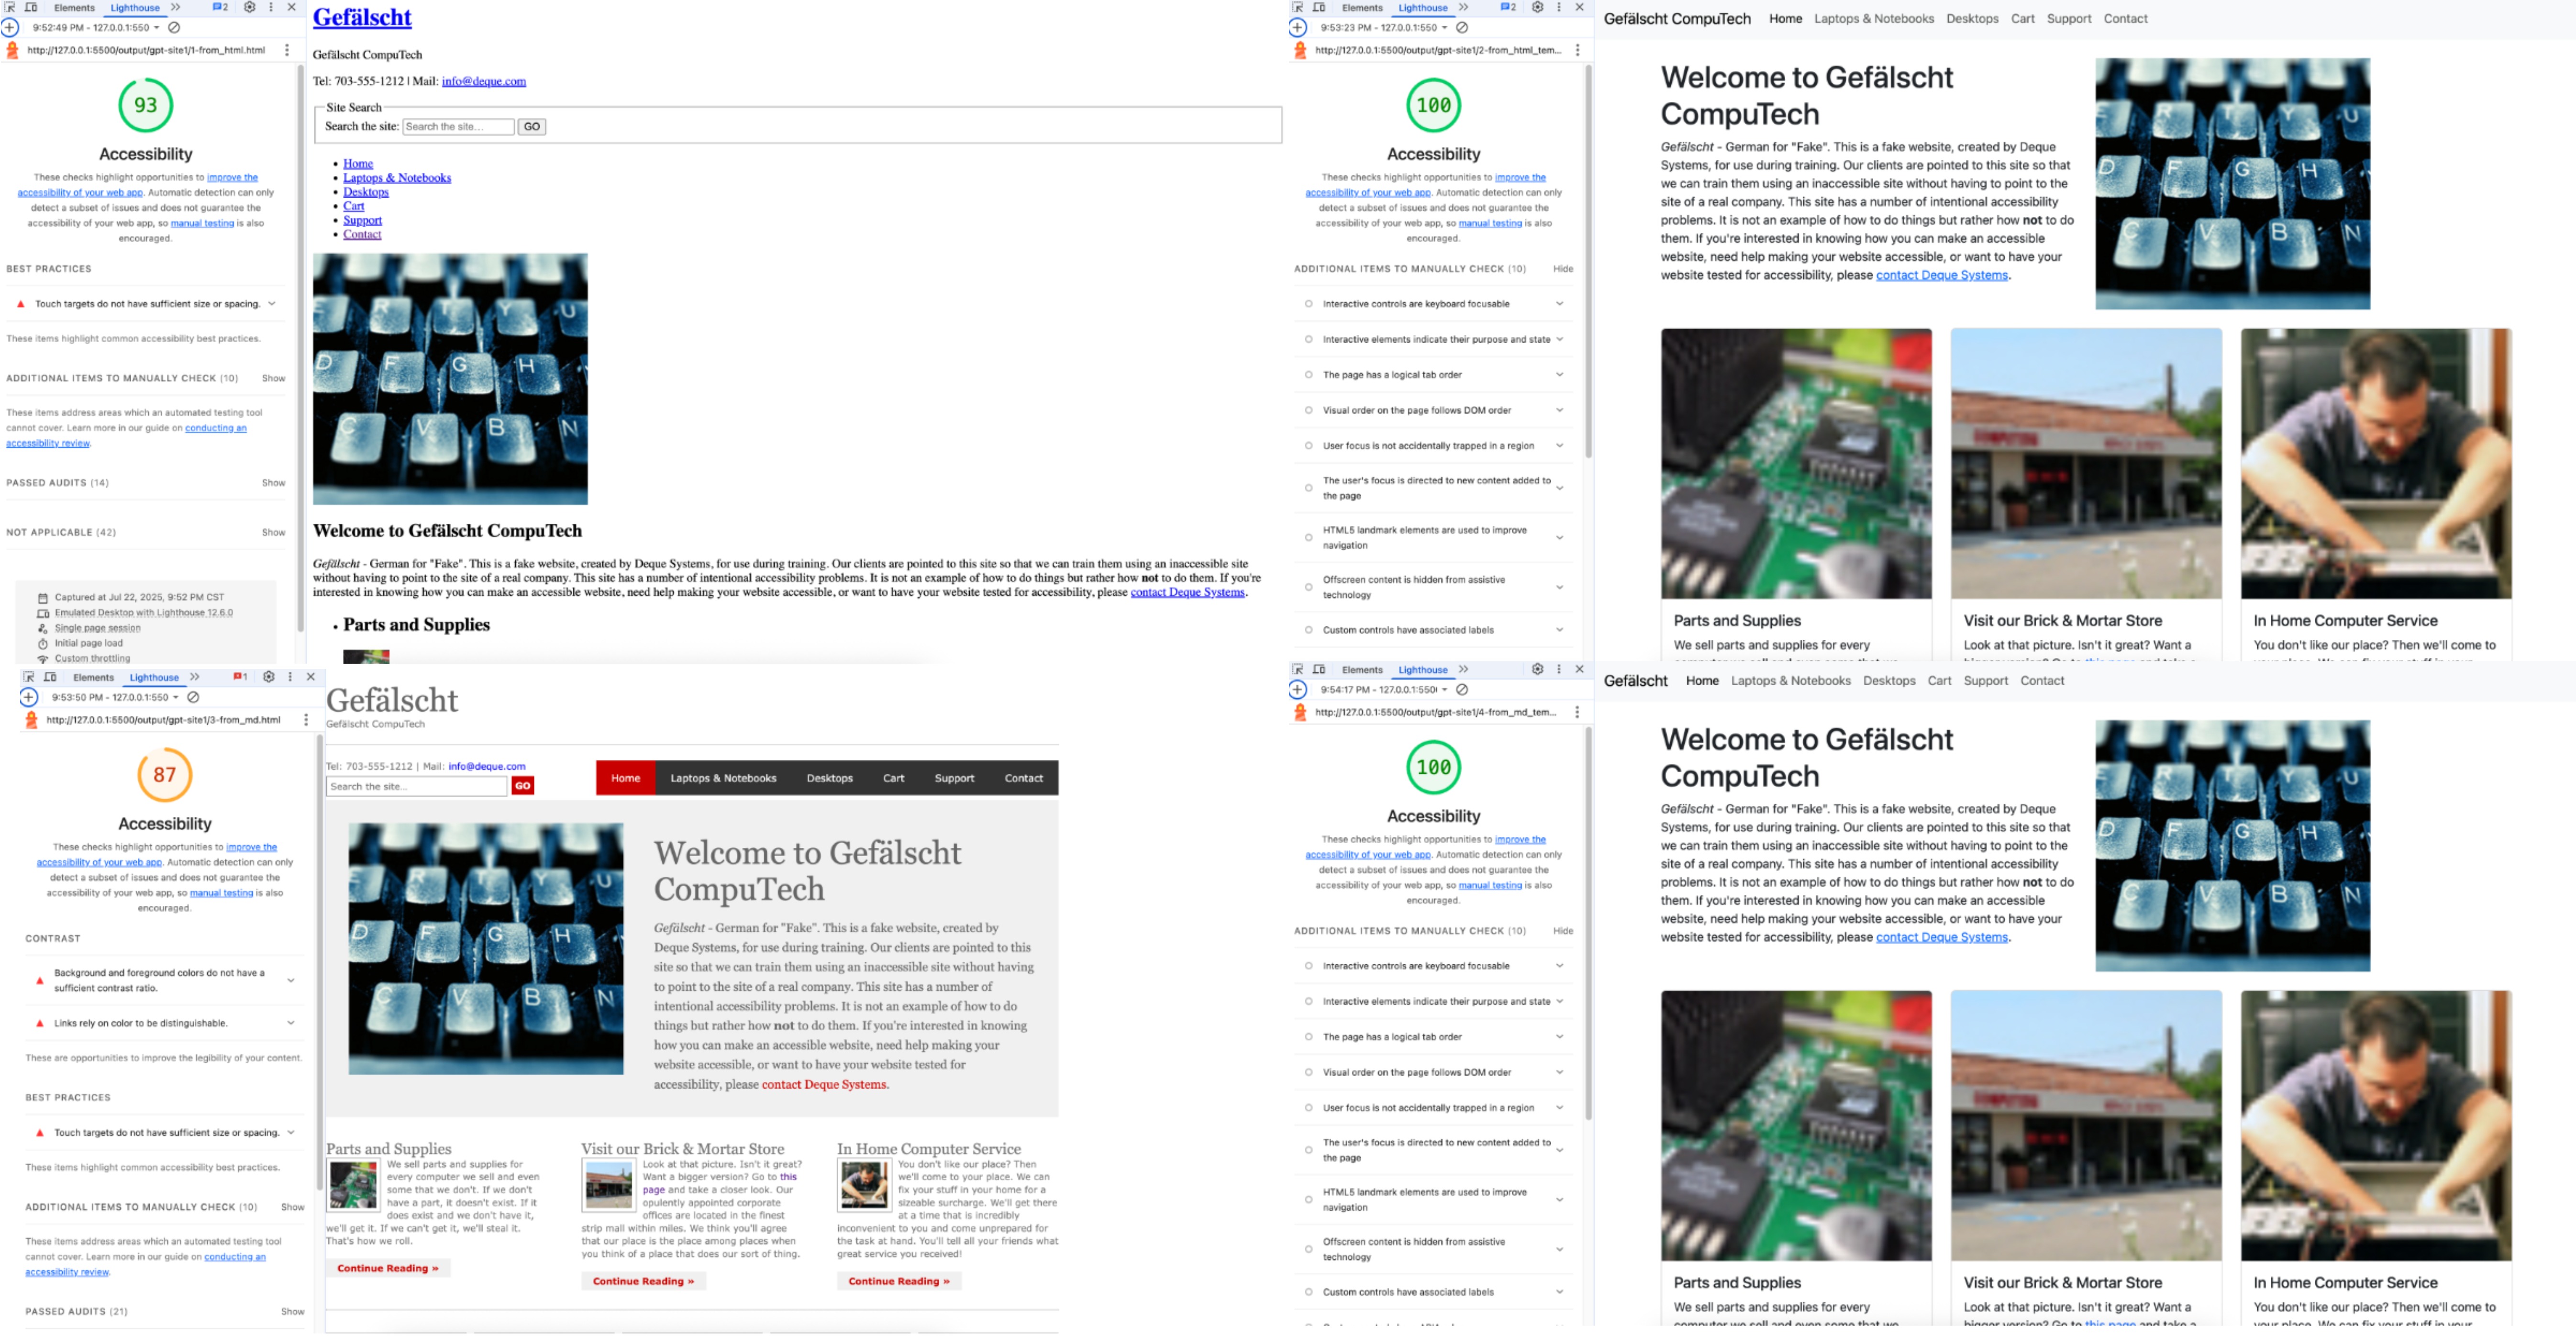 Elements Lighthouse 2
9:52:49 PM - 127.0.0.1:550
http://127.0.0.1:5500/output/gpt-site1/1-from_html.html
93
Accessibility
These checks highlight opportunities to improve the
accessibility of your web app. Automatic detection can only
detect a subset of issues and does not guarantee the
accessibility of your web app, so manual testing is also
encouraged.
BEST PRACTICES
Touch targets do not have sufficient size or spacing.
These items highlight common accessibility best practices.
ADDITIONAL ITEMS TO MANUALLY CHECK (10) Show
These items address areas which an automated testing tool
cannot cover. Learn more in our guide on conducting an
accessibility review.
PASSED AUDITS (14) Show
NOT APPLICABLE (42) Show
Captured at Jul 22, 2025, 9:52 PM CST
Emulated Desktop with Lighthouse 12.6.0
Single page session
Initial page load
Custom throttling
Gefälscht
Gefälscht CompuTech
Tel: 703-555-1212 | Mail: info@deque.com
Site Search
Search the site: Search the site... GO
Home
Laptops & Notebooks
Desktops
Cart
Support
Contact
R T Y U
D F G H
C V B N
Welcome to Gefälscht CompuTech
Gefälscht - German for "Fake". This is a fake website, created by Deque Systems, for use during training. Our clients are pointed to this site so that we can train them using an inaccessible site
without having to point to the site of a real company. This site has a number of intentional accessibility problems. It is not an example of how to do things but rather how not to do them. If you're
interested in knowing how you can make an accessible website, need help making your website accessible, or want to have your website tested for accessibility, please contact Deque Systems.
Parts and Supplies
Elements Lighthouse 2
9:53:23 PM - 127.0.0.1:550
http://127.0.0.1:5500/output/gpt-site1/2-from_html_tem...
100
Accessibility
These checks highlight opportunities to improve the
accessibility of your web app. Automatic detection can only
detect a subset of issues and does not guarantee the
accessibility of your web app, so manual testing is also
encouraged.
ADDITIONAL ITEMS TO MANUALLY CHECK (10) Hide
Interactive controls are keyboard focusable
Interactive elements indicate their purpose and state
The page has a logical tab order
Visual order on the page follows DOM order
User focus is not accidentally trapped in a region
The user's focus is directed to new content added to
the page
HTML5 landmark elements are used to improve
navigation
Offscreen content is hidden from assistive
technology
Custom controls have associated labels
Gefälscht CompuTech Home Laptops & Notebooks Desktops Cart Support Contact
Welcome to Gefälscht
CompuTech
Gefälscht - German for "Fake". This is a fake website, created by Deque
Systems, for use during training. Our clients are pointed to this site so that
we can train them using an inaccessible site without having to point to the
site of a real company. This site has a number of intentional accessibility
problems. It is not an example of how to do things but rather how not to do
them. If you're interested in knowing how you can make an accessible
website, need help making your website accessible, or want to have your
website tested for accessibility, please contact Deque Systems.
R T Y U
D F G H
C V B N
Parts and Supplies
We sell parts and supplies for every
computer we sell and even some that we
Visit our Brick & Mortar Store
Look at that picture. Isn't it great? Want a
bigger version? Go to this page and take a
In Home Computer Service
You don't like our place? Then we'll come to
your place. We can fix your stuff in your
Elements Lighthouse 1
9:53:50 PM - 127.0.0.1:550
http://127.0.0.1:5500/output/gpt-site1/3-from_md.html
87
Accessibility
These checks highlight opportunities to improve the
accessibility of your web app. Automatic detection can only
detect a subset of issues and does not guarantee the
accessibility of your web app, so manual testing is also
encouraged.
CONTRAST
Background and foreground colors do not have a
sufficient contrast ratio.
Links rely on color to be distinguishable.
These are opportunities to improve the legibility of your content.
BEST PRACTICES
Touch targets do not have sufficient size or spacing.
These items highlight common accessibility best practices.
ADDITIONAL ITEMS TO MANUALLY CHECK (10) Show
These items address areas which an automated testing tool
cannot cover. Learn more in our guide on conducting an
accessibility review.
PASSED AUDITS (21) Show
Gefälscht
Gefälscht CompuTech
Tel: 703-555-1212 | Mail: info@deque.com
Search the site... GO
Home Laptops & Notebooks Desktops Cart Support Contact
R T Y U
D F G H
C V B N
Welcome to Gefälscht
CompuTech
Gefälscht - German for "Fake". This is a fake website, created by
Deque Systems, for use during training. Our clients are pointed to this
site so that we can train them using an inaccessible site without having
to point to the site of a real company. This site has a number of
intentional accessibility problems. It is not an example of how to do
things but rather how not to do them. If you're interested in knowing
how you can make an accessible website, need help making your
website accessible, or want to have your website tested for
accessibility, please contact Deque Systems.
Parts and Supplies
We sell parts and supplies for
every computer we sell and even
some that we don't. If we don't
have a part, it doesn't exist. If it
does exist and we don't have it,
we'll get it. If we can't get it, we'll steal it.
That's how we roll.
Continue Reading »
Visit our Brick & Mortar Store
Look at that picture. Isn't it great?
Want a bigger version? Go to this
page and take a closer look. Our
opulently appointed corporate
offices are located in the finest
strip mall within miles. We think you'll agree
that our place is the place among places when
you think of a place that does our sort of thing.
Continue Reading »
In Home Computer Service
You don't like our place? Then
we'll come to your place. We can
fix your stuff in your home for a
sizeable surcharge. We'll get there
at a time that is incredibly
inconvenient to you and come unprepared for
the task at hand. You'll tell all your friends what
great service you received!
Continue Reading »
Elements Lighthouse
9:54:17 PM - 127.0.0.1:550
http://127.0.0.1:5500/output/gpt-site1/4-from_md_tem...
100
Accessibility
These checks highlight opportunities to improve the
accessibility of your web app. Automatic detection can only
detect a subset of issues and does not guarantee the
accessibility of your web app, so manual testing is also
encouraged.
ADDITIONAL ITEMS TO MANUALLY CHECK (10) Hide
Interactive controls are keyboard focusable
Interactive elements indicate their purpose and state
The page has a logical tab order
Visual order on the page follows DOM order
User focus is not accidentally trapped in a region
The user's focus is directed to new content added to
the page
HTML5 landmark elements are used to improve
navigation
Offscreen content is hidden from assistive
technology
Custom controls have associated labels
Gefälscht Home Laptops & Notebooks Desktops Cart Support Contact
Welcome to Gefälscht
CompuTech
Gefälscht - German for "Fake". This is a fake website, created by Deque
Systems, for use during training. Our clients are pointed to this site so that
we can train them using an inaccessible site without having to point to the
site of a real company. This site has a number of intentional accessibility
problems. It is not an example of how to do things but rather how not to do
them. If you're interested in knowing how you can make an accessible
website, need help making your website accessible, or want to have your
website tested for accessibility, please contact Deque Systems.
R T Y U
D F G H
C V B N
Parts and Supplies
We sell parts and supplies for every
computer we sell and even some that we
Visit our Brick & Mortar Store
Look at that picture. Isn't it great? Want a
bigger version? Go to this page and take a
In Home Computer Service
You don't like our place? Then we'll come to
your place. We can fix your stuff in your